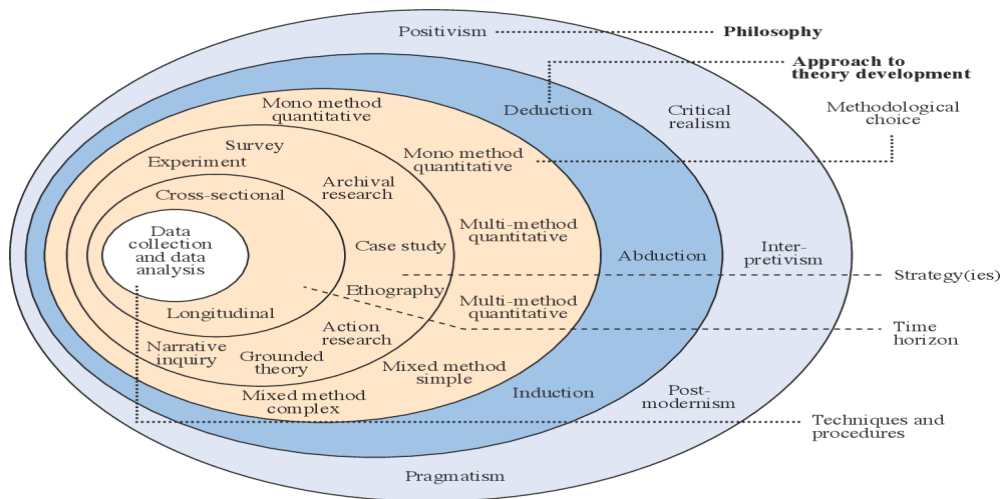 Positivism
Philosophy
Approach to
theory development
Mono method
quantitative
Deduction
Critical
realism
Methodological
choice
Survey
Experiment
Mono method
quantitative
Cross-sectional
Archival
research
Data
collection
and data
analysis
Case study
Multi-method
quantitative
Abduction
Inter-
pretivism
Strategy(ies)
Ethography
Multi-method
quantitative
Longitudinal
Time
horizon
Narrative
inquiry
Action
research
Grounded
theory
Mixed method
simple
Mixed method
complex
Induction
Post-
modernism
Techniques and
procedures
Pragmatism